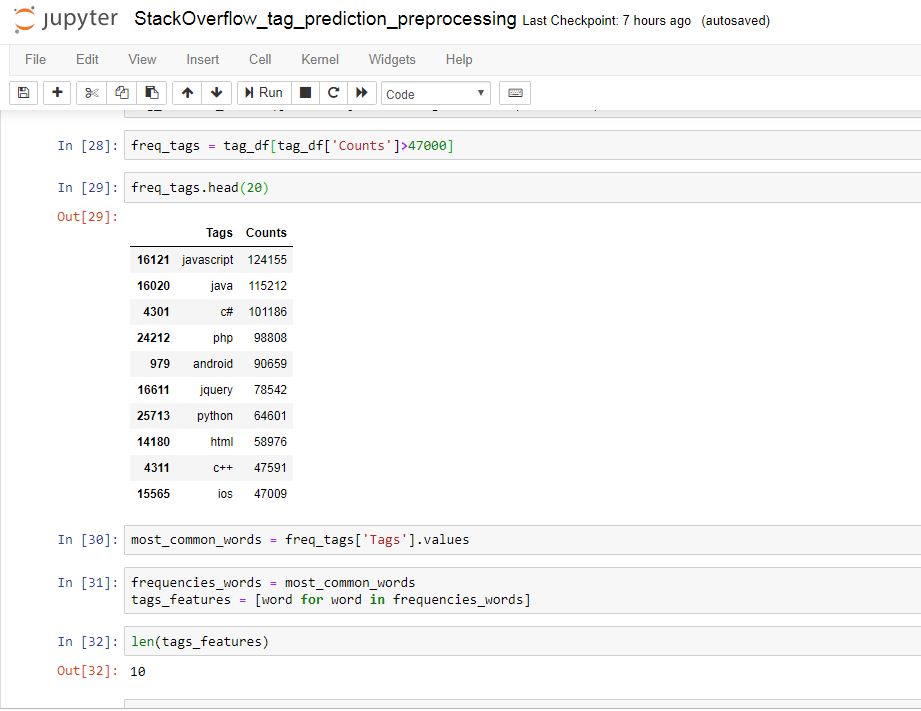 jupyter StackOverflow_tag_prediction_preprocessing Last Checkpoint: 7 hours ago (autosaved)
File Edit View Insert Cell Kernel Widgets Help
Run Code
In [28]: freq_tags = tag_df[tag_df['Counts']>47000]
In [29]: freq_tags.head(20)
Out[29]:
Tags Counts
16121 javascript 124155
16020 java 115212
4301 c# 101186
24212 php 98808
979 android 90659
16611 jquery 78542
25713 python 64601
14180 html 58976
4311 c++ 47591
15565 ios 47009
In [30]: most_common_words = freq_tags['Tags'].values
In [31]: frequencies_words = most_common_words
tags_features = [word for word in frequencies_words]
In [32]: len(tags_features)
Out[32]: 10